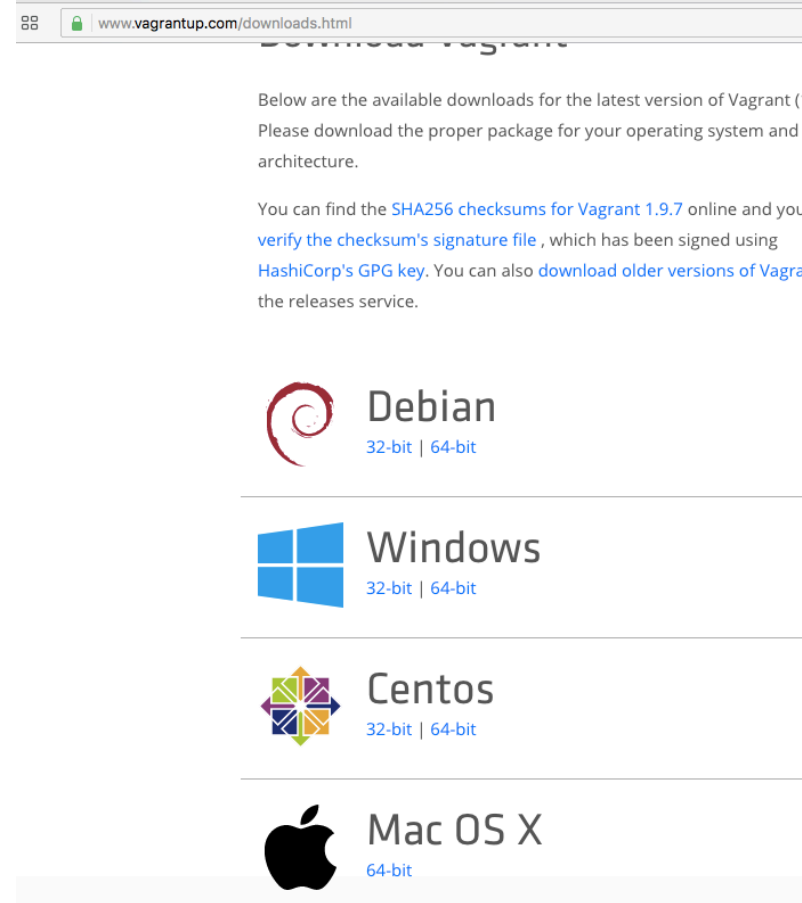 www.vagrantup.com/downloads.html
Download Vagrant
Below are the available downloads for the latest version of Vagrant (
Please download the proper package for your operating system and
architecture.
You can find the SHA256 checksums for Vagrant 1.9.7 online and you
verify the checksum's signature file , which has been signed using
HashiCorp's GPG key. You can also download older versions of Vagra
the releases service.
Debian
32-bit | 64-bit
Windows
32-bit | 64-bit
Centos
32-bit | 64-bit
Mac OS X
64-bit